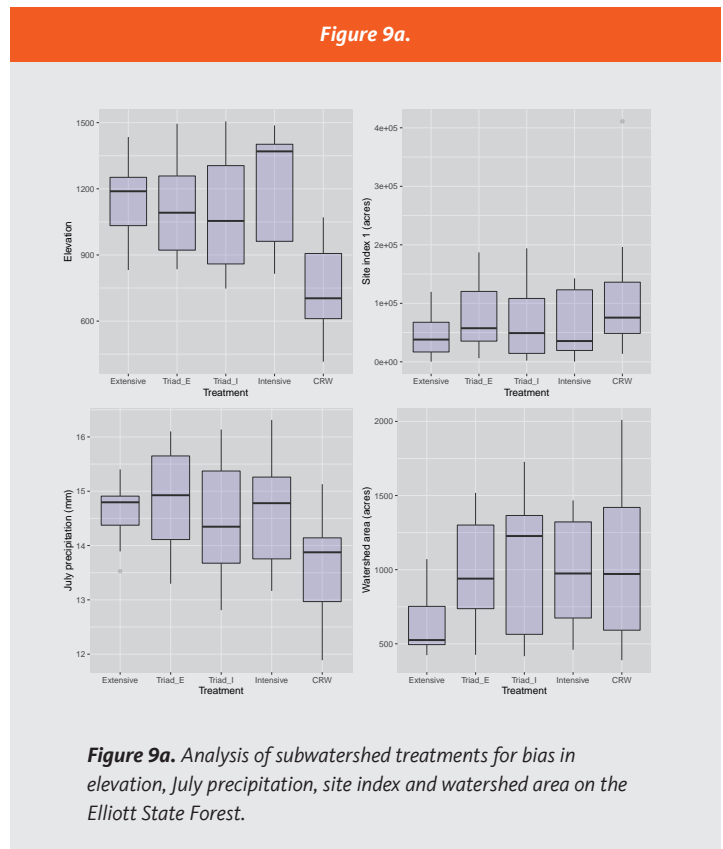 Figure 9a.
1500
1200
900
600
Elevation
Extensive Triad_E Triad_I Intensive CRW
Treatment
4e+05
3e+05
2e+05
1e+05
0e+00
Site index 1 (acres)
Extensive Triad_E Triad_I Intensive CRW
Treatment
16
15
14
13
12
July precipitation (mm)
Extensive Triad_E Triad_I Intensive CRW
Treatment
2000
1500
1000
500
Watershed area (acres)
Extensive Triad_E Triad_I Intensive CRW
Treatment
Figure 9a. Analysis of subwatershed treatments for bias in
elevation, July precipitation, site index and watershed area on the
Elliott State Forest.